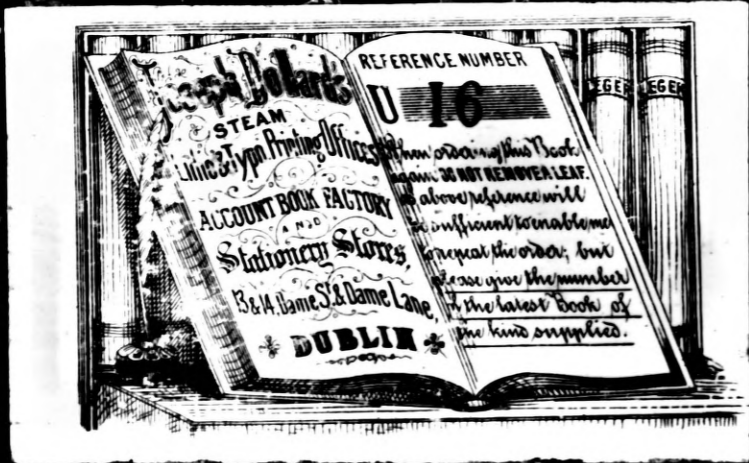 Joseph Dollard's
STEAM
Litho & Typo Printing Offices
ACCOUNT BOOK FACTORY
AND
Stationery Stores,
13 & 14, Dame St. & Dame Lane,
DUBLIN
REFERENCE NUMBER
U 16
When ordering this Book
again DO NOT REMOVE A LEAF.
above reference will
be sufficient to enable me
to repeat the order; but
please give the number
of the latest Book of
the kind supplied.
LEGER
LEGER